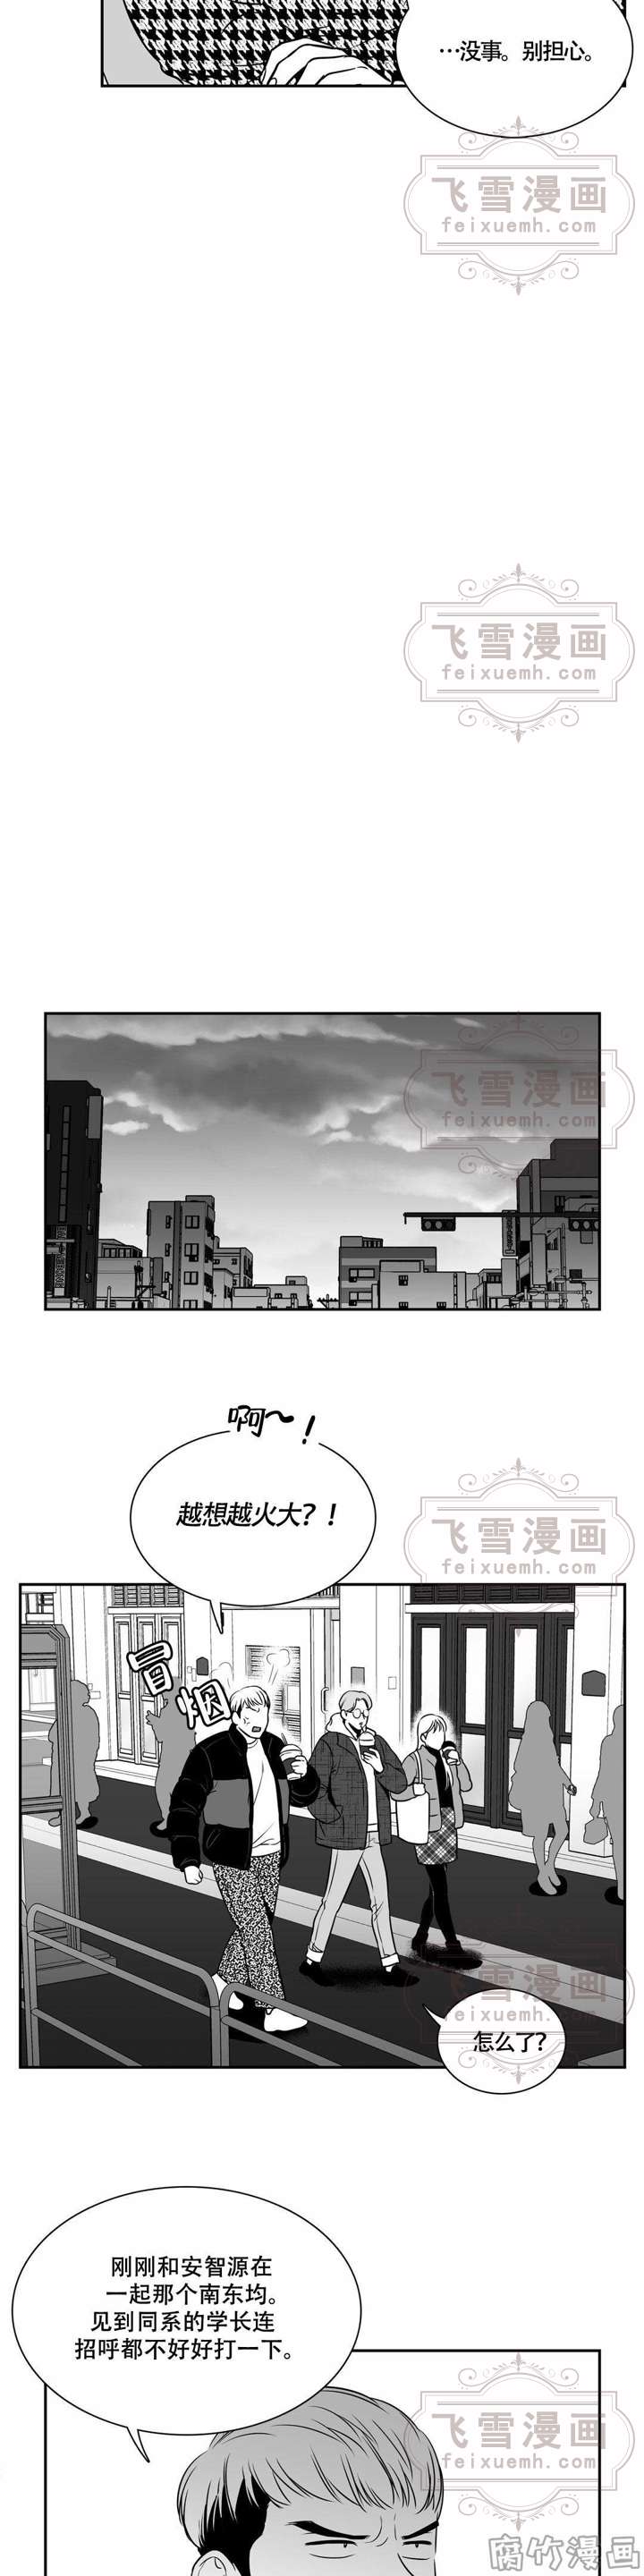 …没事。别担心。
飞雪漫画
feixuemh.com
飞雪漫画
feixuemh.com
飞雪漫画
feixuemh.com
啊～!
越想越火大?!
飞雪漫画
feixuemh.com
冒烟
飞雪漫画
feixuemh.com
怎么了?
刚刚和安智源在
一起那个南东均。
见到同系的学长连
招呼都不好好打一下。
飞雪漫画
feixuemh.com
腐竹漫画